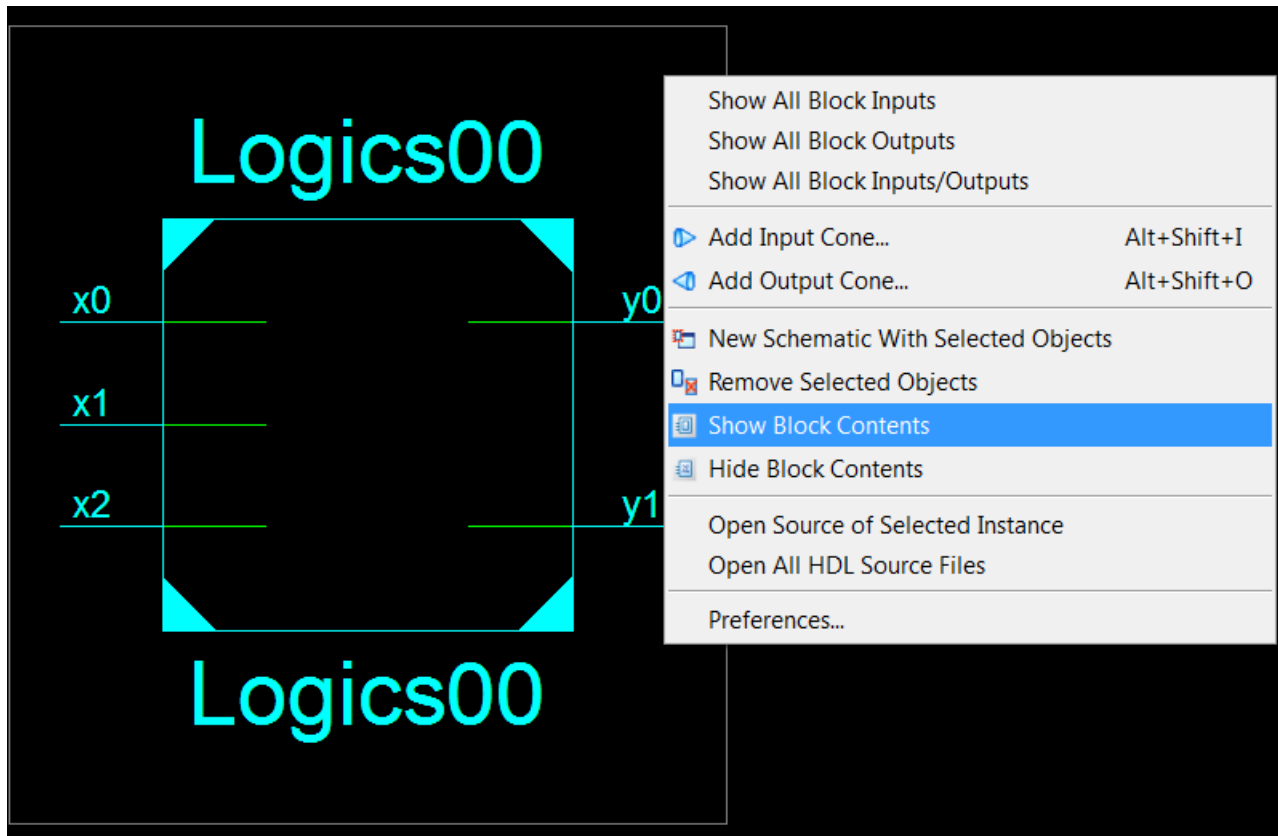 Logics00
x0
x1
x2
y0
y1
Logics00
Show All Block Inputs
Show All Block Outputs
Show All Block Inputs/Outputs
Add Input Cone... Alt+Shift+I
Add Output Cone... Alt+Shift+O
New Schematic With Selected Objects
Remove Selected Objects
Show Block Contents
Hide Block Contents
Open Source of Selected Instance
Open All HDL Source Files
Preferences...